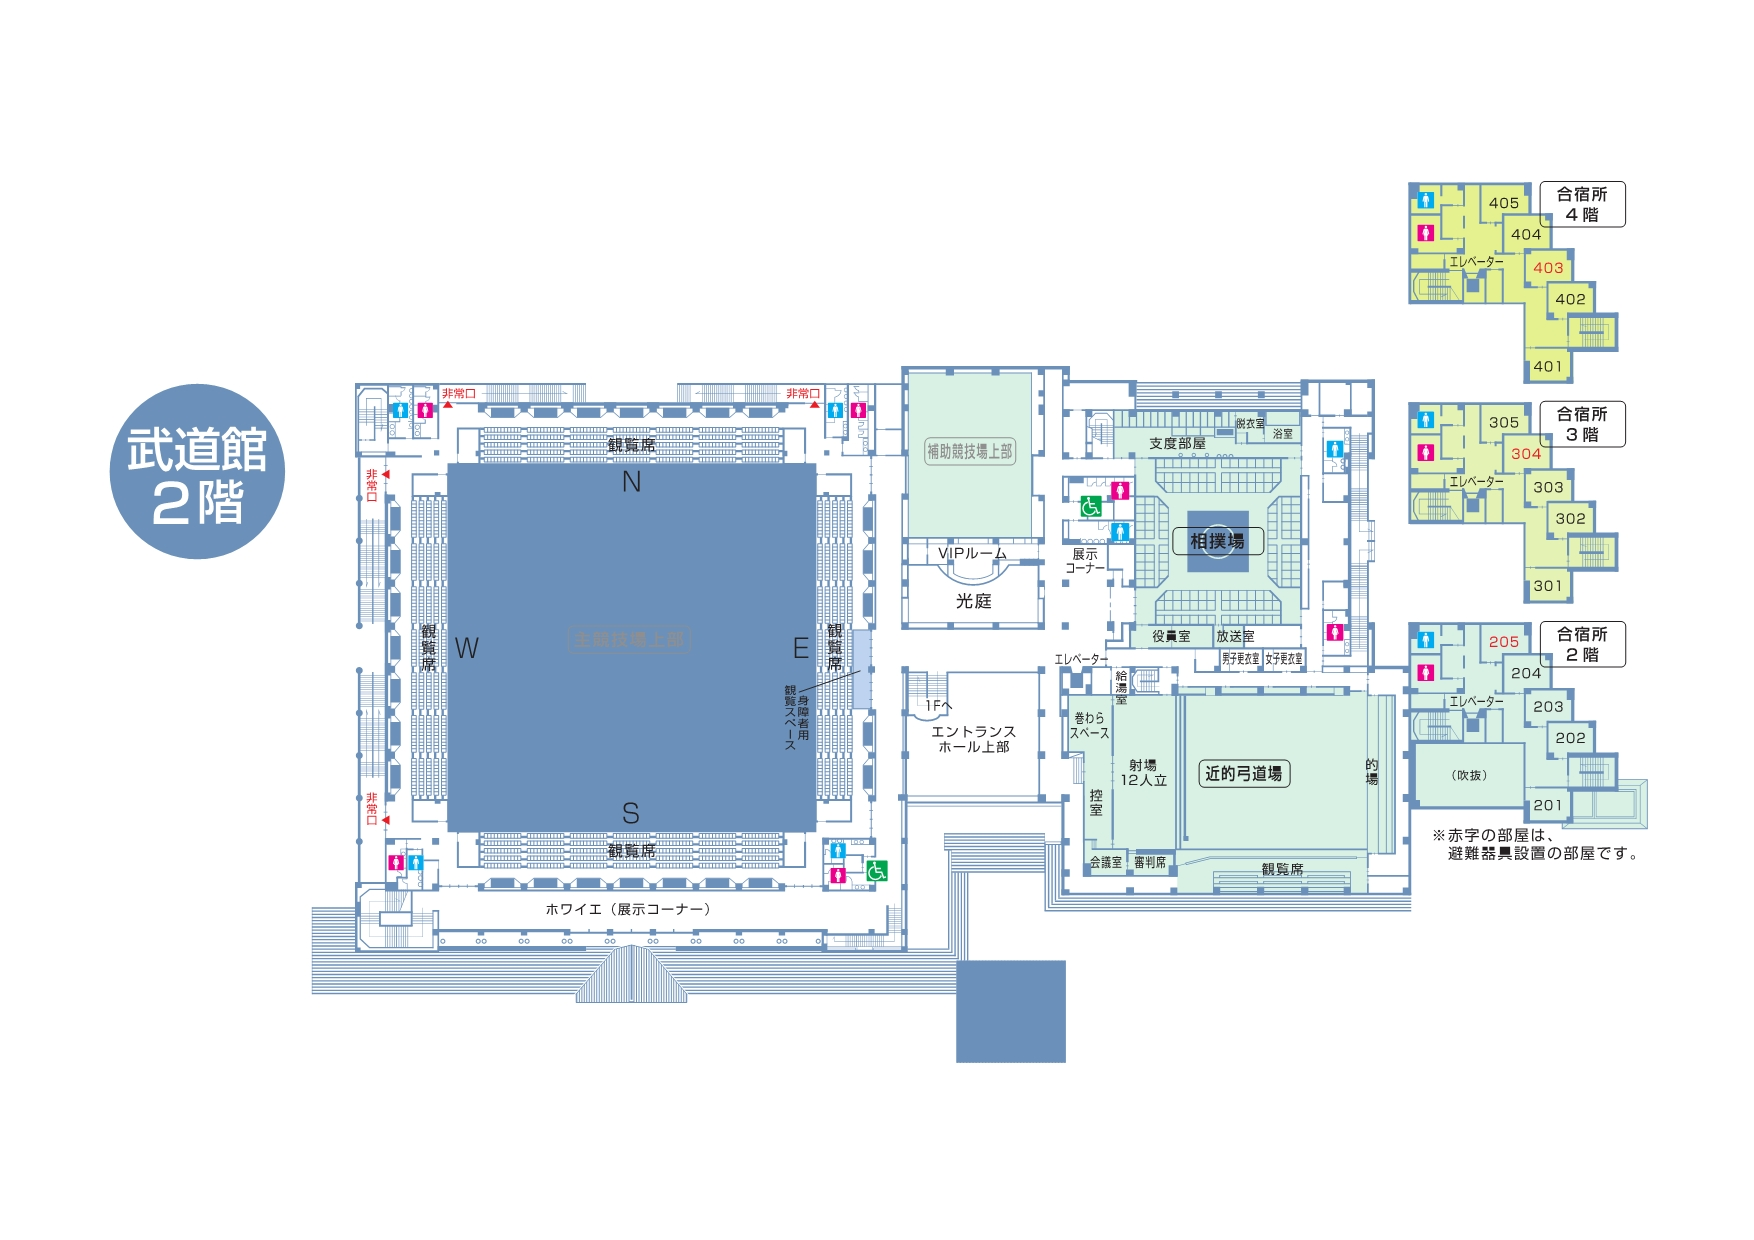 武道館
2階
非常口
非常口
観覧席
N
非常口
観覧席
W
主競技場上部
E
観覧席
身障者用
観覧スペース
非常口
S
観覧席
ホワイエ（展示コーナー）
補助競技場上部
VIPルーム
光庭
1Fへ
エントランス
ホール上部
脱衣室
浴室
支度部屋
相撲場
展示
コーナー
役員室
放送室
男子更衣室
女子更衣室
エレベーター
給湯室
巻わら
スペース
射場
12人立
近的弓道場
的場
控室
会議室
審判席
観覧席
合宿所
4階
405
404
エレベーター
403
402
401
合宿所
3階
305
304
エレベーター
303
302
301
合宿所
2階
205
204
エレベーター
203
202
（吹抜）
201
※赤字の部屋は、
避難器具設置の部屋です。